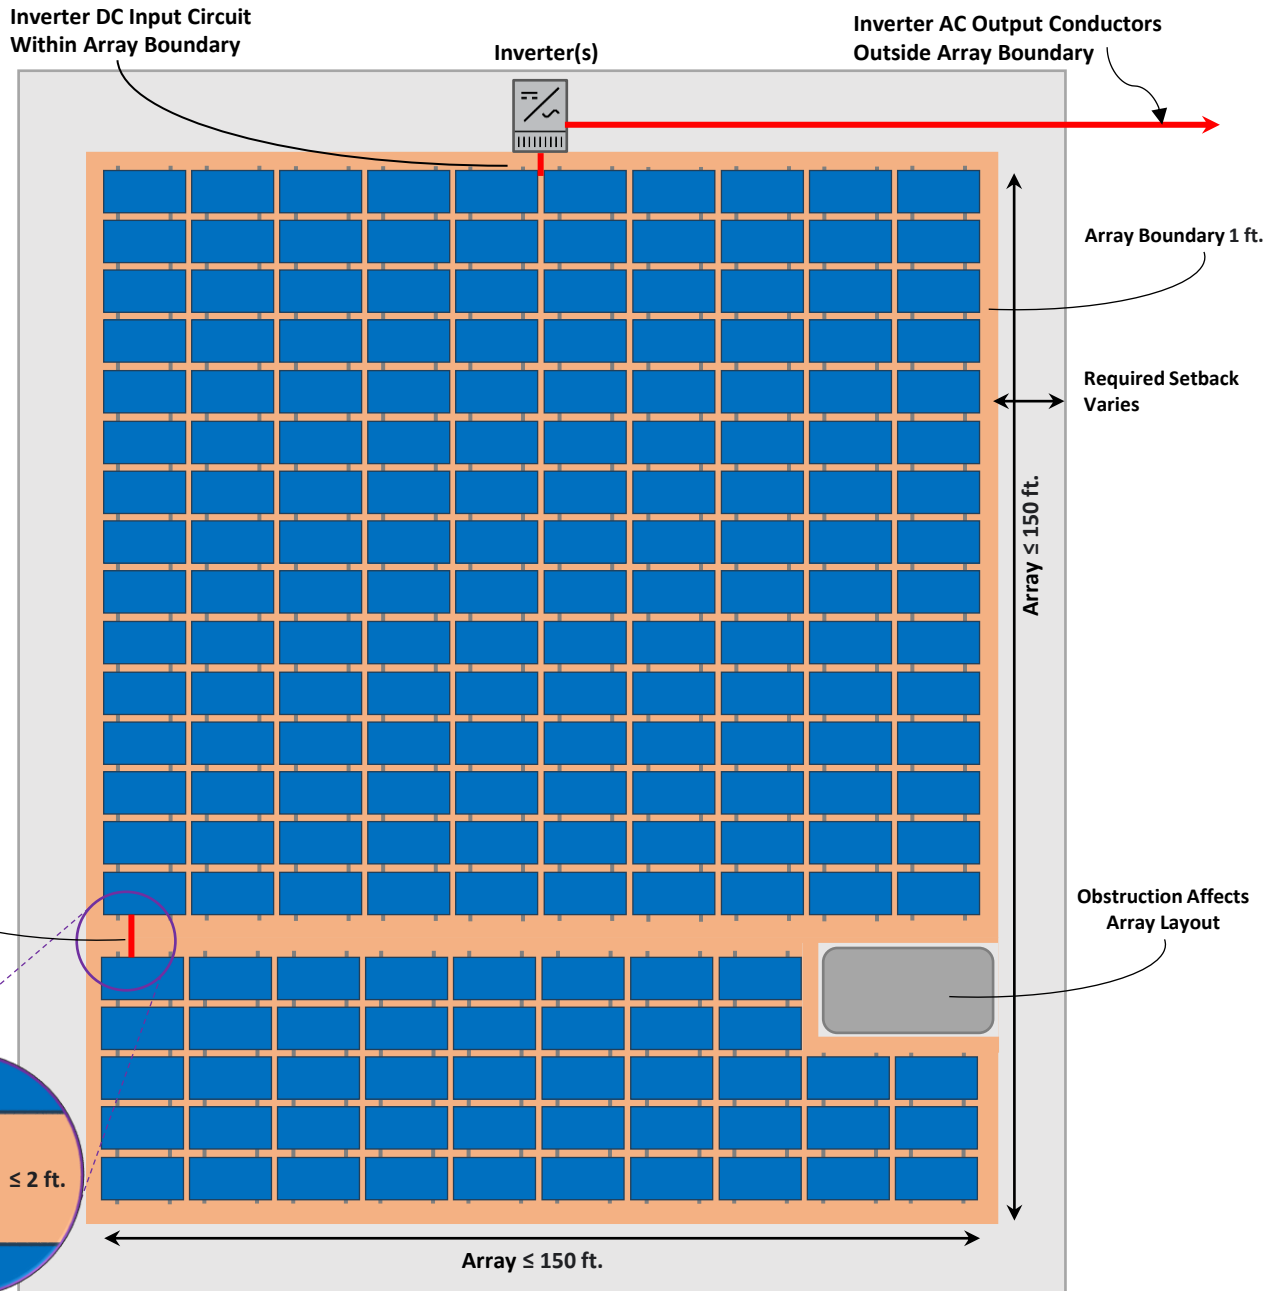 Inverter DC Input Circuit
Within Array Boundary
Inverter(s)
Inverter AC Output Conductors
Outside Array Boundary
Array Boundary 1 ft.
Required Setback
Varies
Array ≤ 150 ft.
Obstruction Affects
Array Layout
≤ 2 ft.
Array ≤ 150 ft.